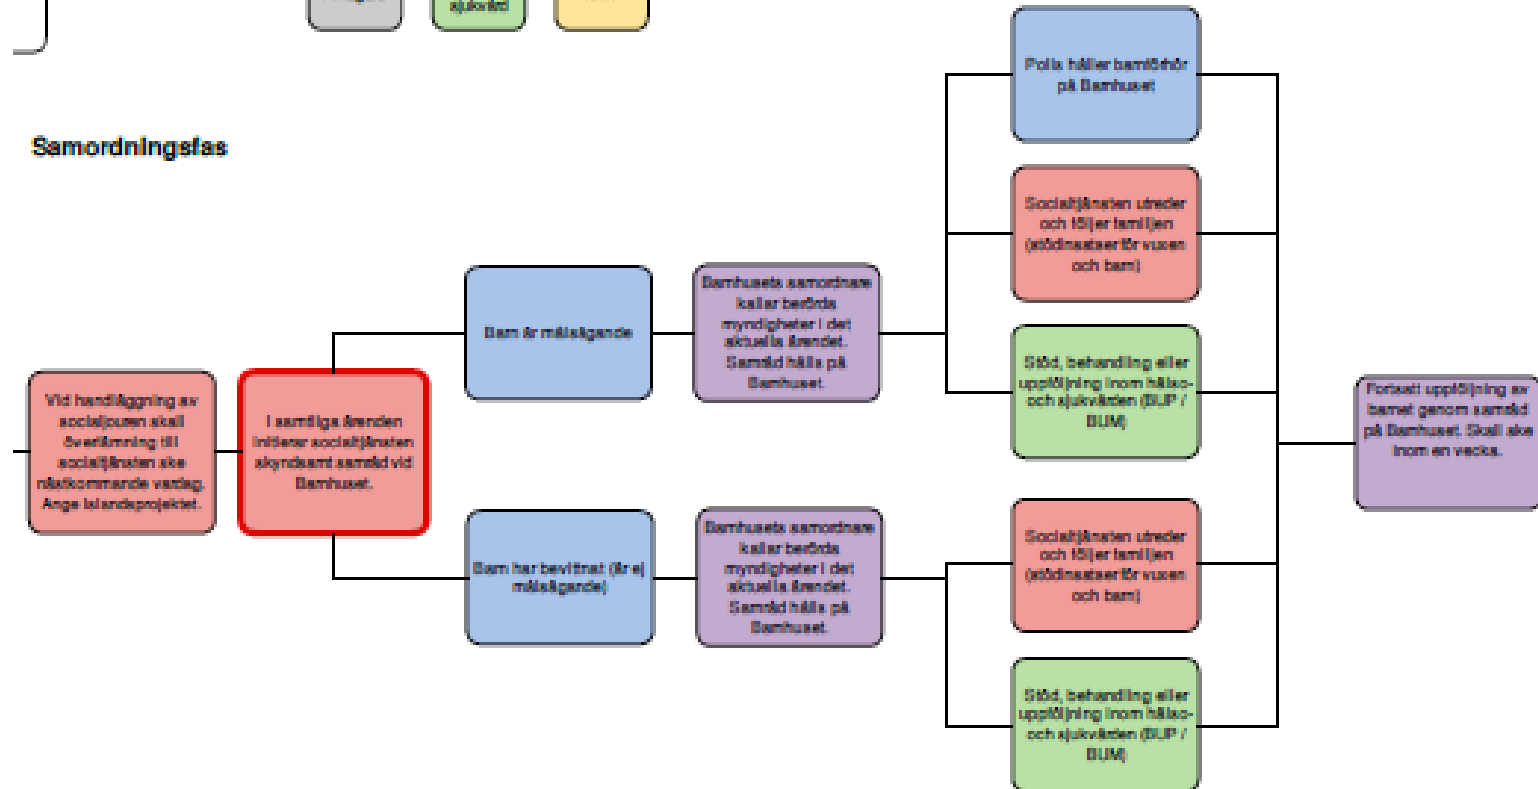 sjukvård
Samordningsfas
Vid handläggning av
socialjouren skall
överlämning till
socialtjänsten ske
nästkommande vardag.
Ange Islandsprojektet.
I samtliga ärenden
initierar socialtjänsten
skyndsamt samråd vid
Barnhuset.
Barn är målsägande
Barnhusets samordnare
kallar berörda
myndigheter i det
aktuella ärendet.
Samråd hålls på
Barnhuset.
Polis håller barnförhör
på Barnhuset
Socialtjänsten utreder
och följer familjen
(stödinsatser för vuxen
och barn)
Stöd, behandling eller
uppföljning inom hälso-
och sjukvården (BUP /
BUM)
Barn har bevittnat (är ej
målsägande)
Barnhusets samordnare
kallar berörda
myndigheter i det
aktuella ärendet.
Samråd hålls på
Barnhuset.
Socialtjänsten utreder
och följer familjen
(stödinsatser för vuxen
och barn)
Stöd, behandling eller
uppföljning inom hälso-
och sjukvården (BUP /
BUM)
Fortsatt uppföljning av
barnet genom samråd
på Barnhuset. Skall ske
inom en vecka.